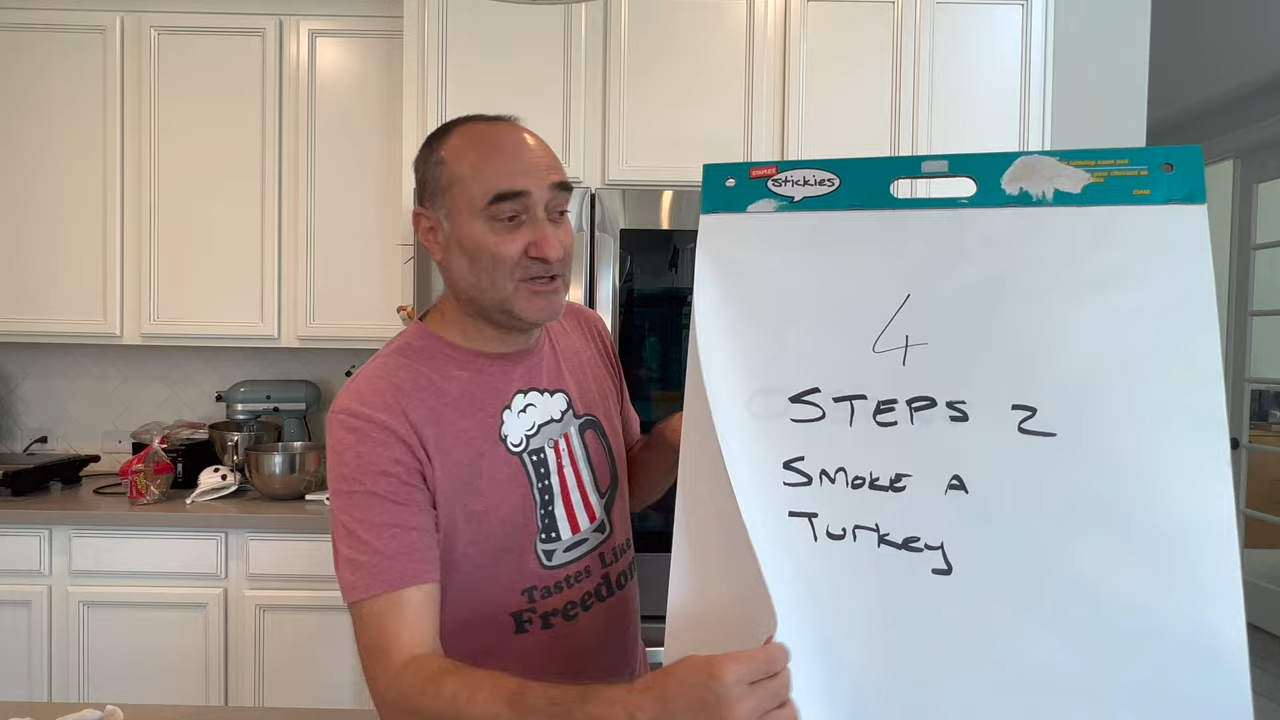 STAPLES
stickies
4
STEPS 2
SMOKE A
Turkey
Tastes Like
Freedom